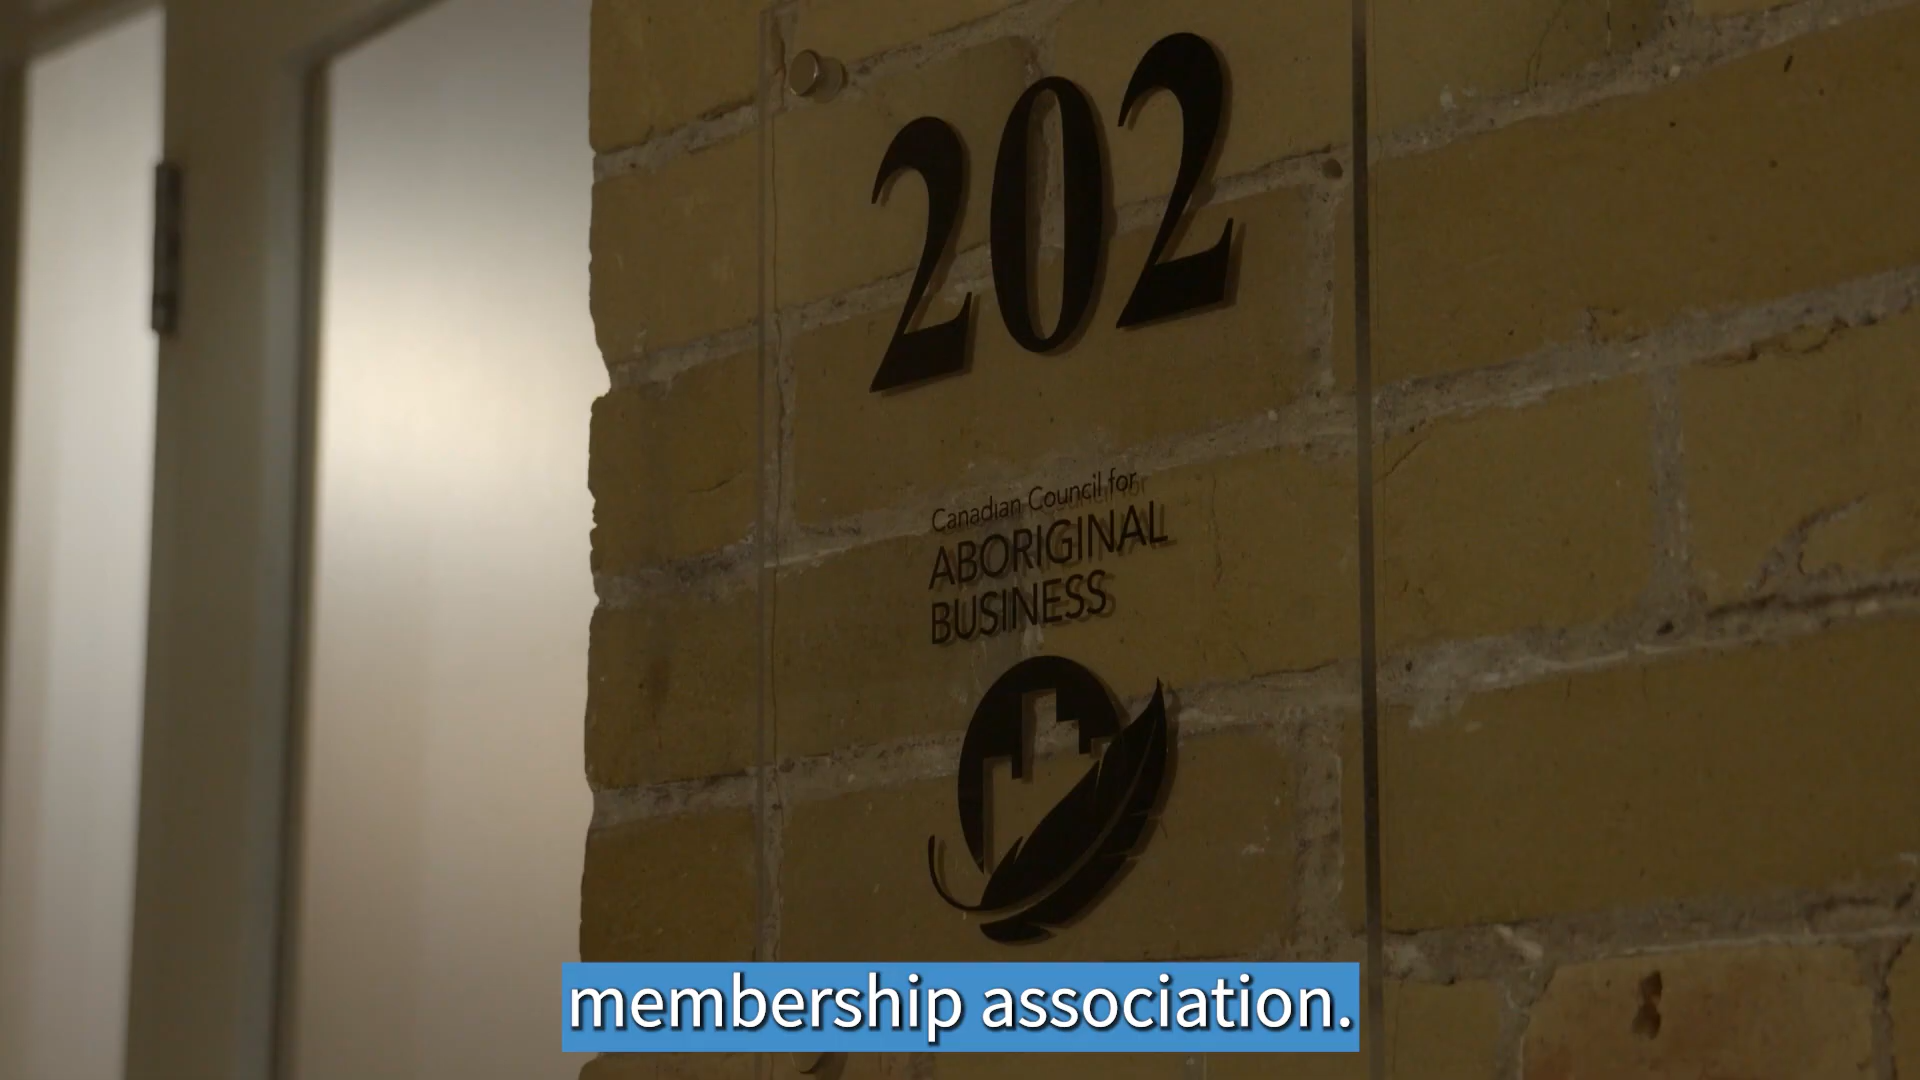 202
Canadian Council for
ABORIGINAL
BUSINESS
membership association.